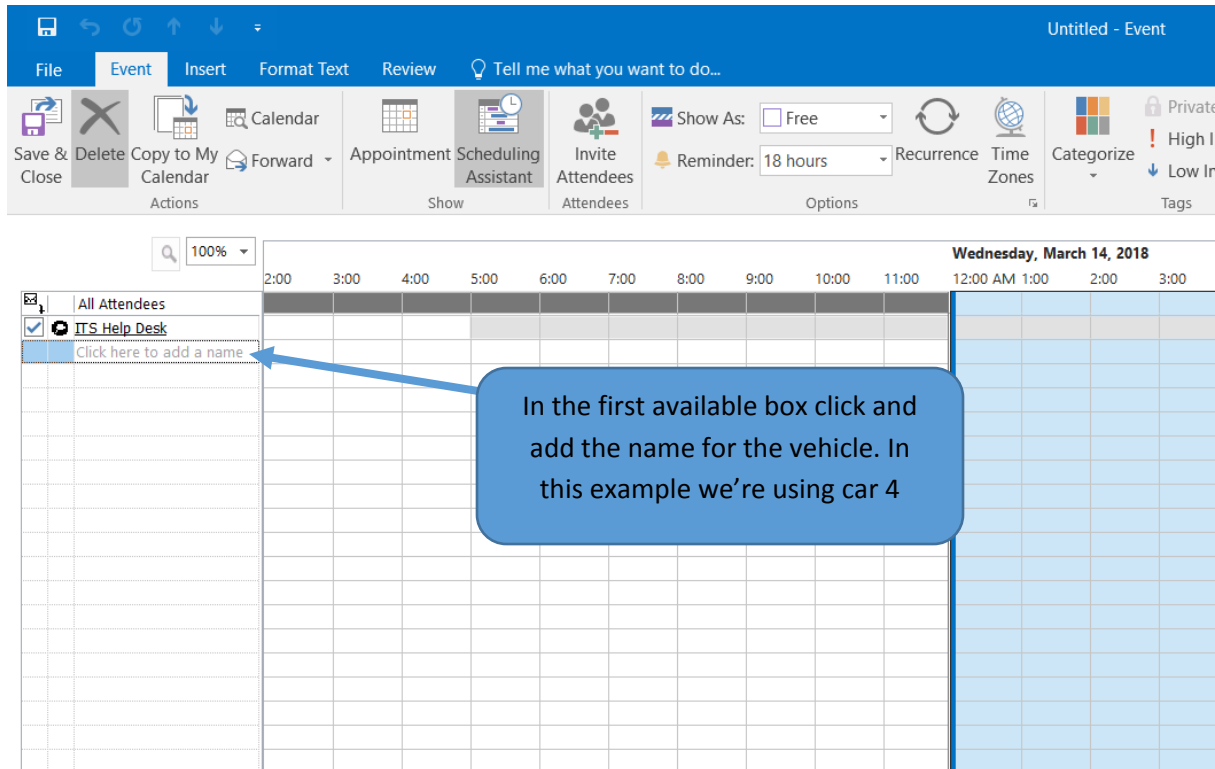 Untitled - Event
File Event Insert Format Text Review Tell me what you want to do...
Save & Close
Delete
Copy to My Calendar
Calendar
Forward
Actions
Appointment
Scheduling Assistant
Show
Invite Attendees
Attendees
Show As: Free
Reminder: 18 hours
Recurrence
Time Zones
Options
Categorize
Private
High I
Low Im
Tags
100%
Wednesday, March 14, 2018
2:00 3:00 4:00 5:00 6:00 7:00 8:00 9:00 10:00 11:00 12:00 AM 1:00 2:00 3:00
All Attendees
ITS Help Desk
Click here to add a name
In the first available box click and
add the name for the vehicle. In
this example we’re using car 4